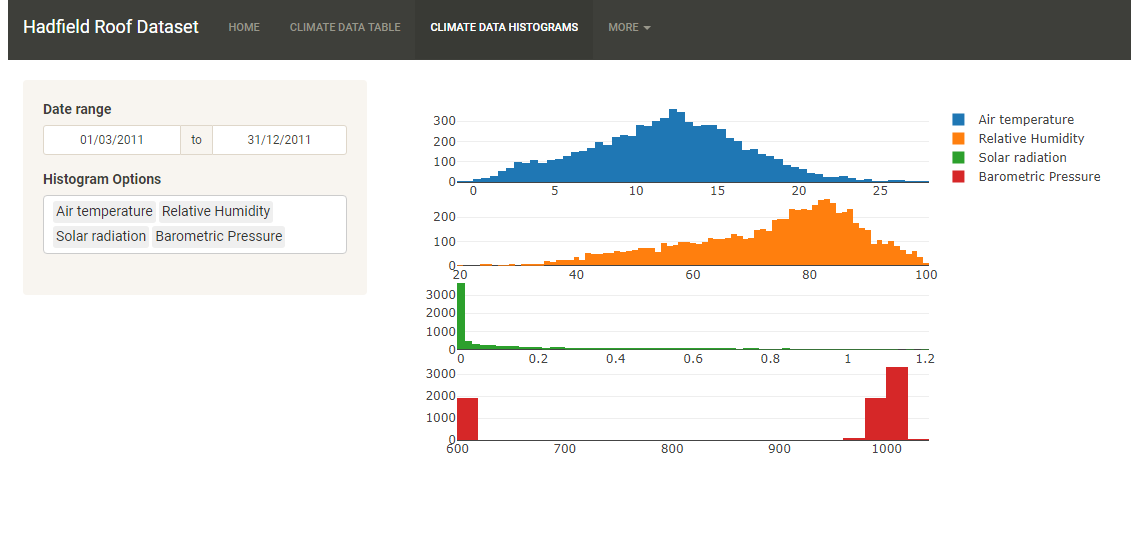 Hadfield Roof Dataset HOME CLIMATE DATA TABLE CLIMATE DATA HISTOGRAMS MORE
Date range
01/03/2011 to 31/12/2011
Histogram Options
Air temperature Relative Humidity
Solar radiation Barometric Pressure
300
200
100
0
0 5 10 15 20 25
200
100
0
20 40 60 80 100
3000
2000
1000
0
0 0.2 0.4 0.6 0.8 1 1.2
3000
2000
1000
0
600 700 800 900 1000
Air temperature
Relative Humidity
Solar radiation
Barometric Pressure